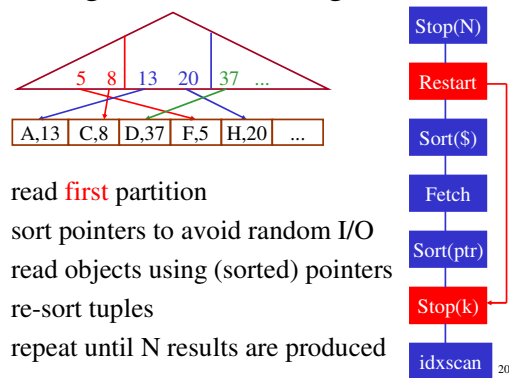 5 8 13 20 37 ...
A,13 C,8 D,37 F,5 H,20 ...
read first partition
sort pointers to avoid random I/O
read objects using (sorted) pointers
re-sort tuples
repeat until N results are produced
Stop(N)
Restart
Sort($)
Fetch
Sort(ptr)
Stop(k)
idxscan
20